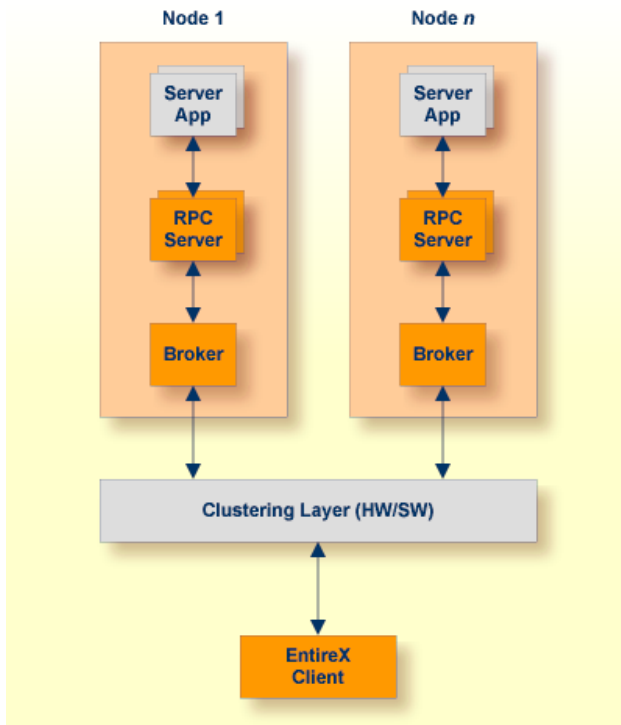 Node 1
Node n
Server
App
Server
App
RPC
Server
RPC
Server
Broker
Broker
Clustering Layer (HW/SW)
EntireX
Client